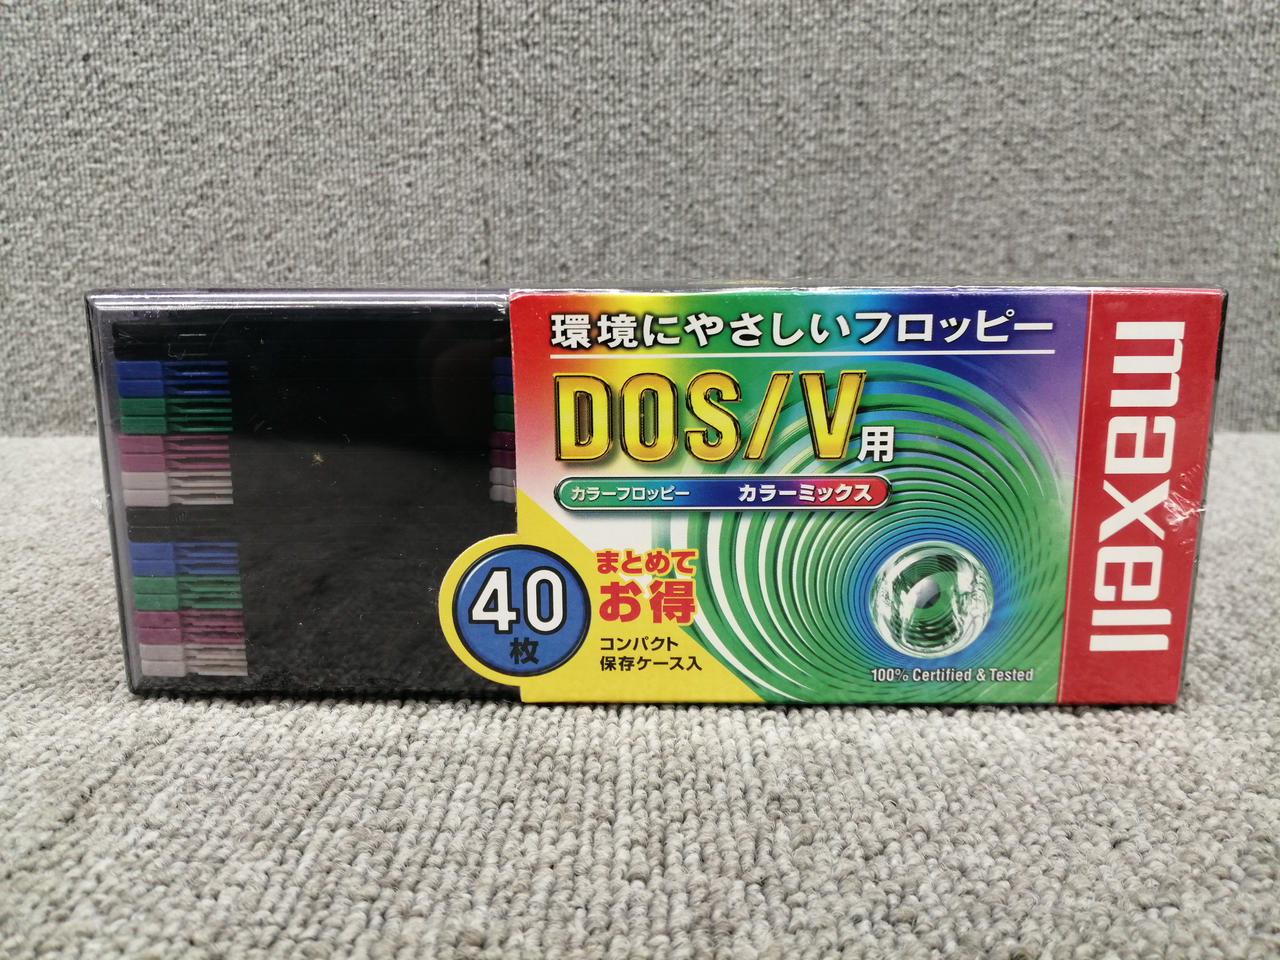 環境にやさしいフロッピー
DOS/V用
カラーフロッピー カラーミックス
40枚
まとめて
お得
コンパクト
保存ケース入
100% Certified & Tested
maxell